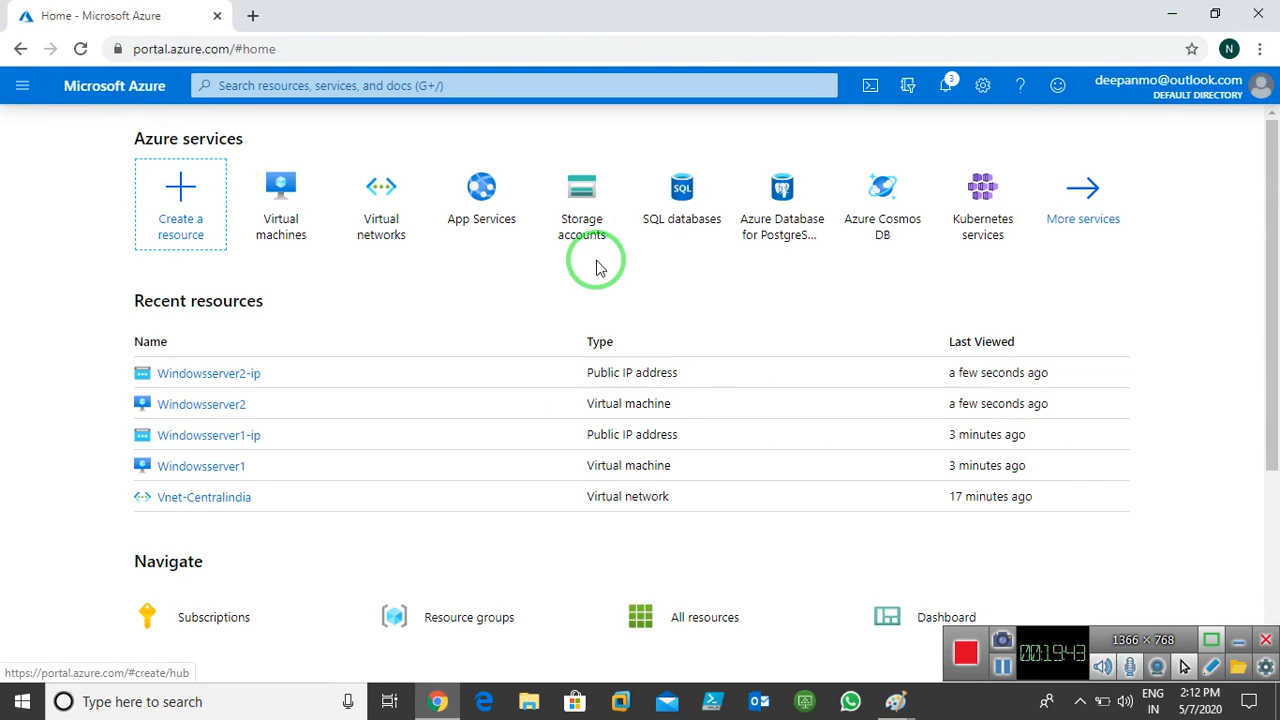 Home - Microsoft Azure
portal.azure.com/#home
N
Microsoft Azure
Search resources, services, and docs (G+/)
3
deepanmo@outlook.com
DEFAULT DIRECTORY
Azure services
Create a resource
Virtual machines
Virtual networks
App Services
Storage accounts
SQL
SQL databases
Azure Database for PostgreS...
Azure Cosmos DB
Kubernetes services
More services
Recent resources
Name Type Last Viewed
Windowsserver2-ip Public IP address a few seconds ago
Windowsserver2 Virtual machine a few seconds ago
Windowsserver1-ip Public IP address 3 minutes ago
Windowsserver1 Virtual machine 3 minutes ago
Vnet-Centralindia Virtual network 17 minutes ago
Navigate
Subscriptions Resource groups All resources Dashboard
00:19:43
1366 × 768
https://portal.azure.com/#create/hub
Type here to search
ENG
IN
2:12 PM
5/7/2020